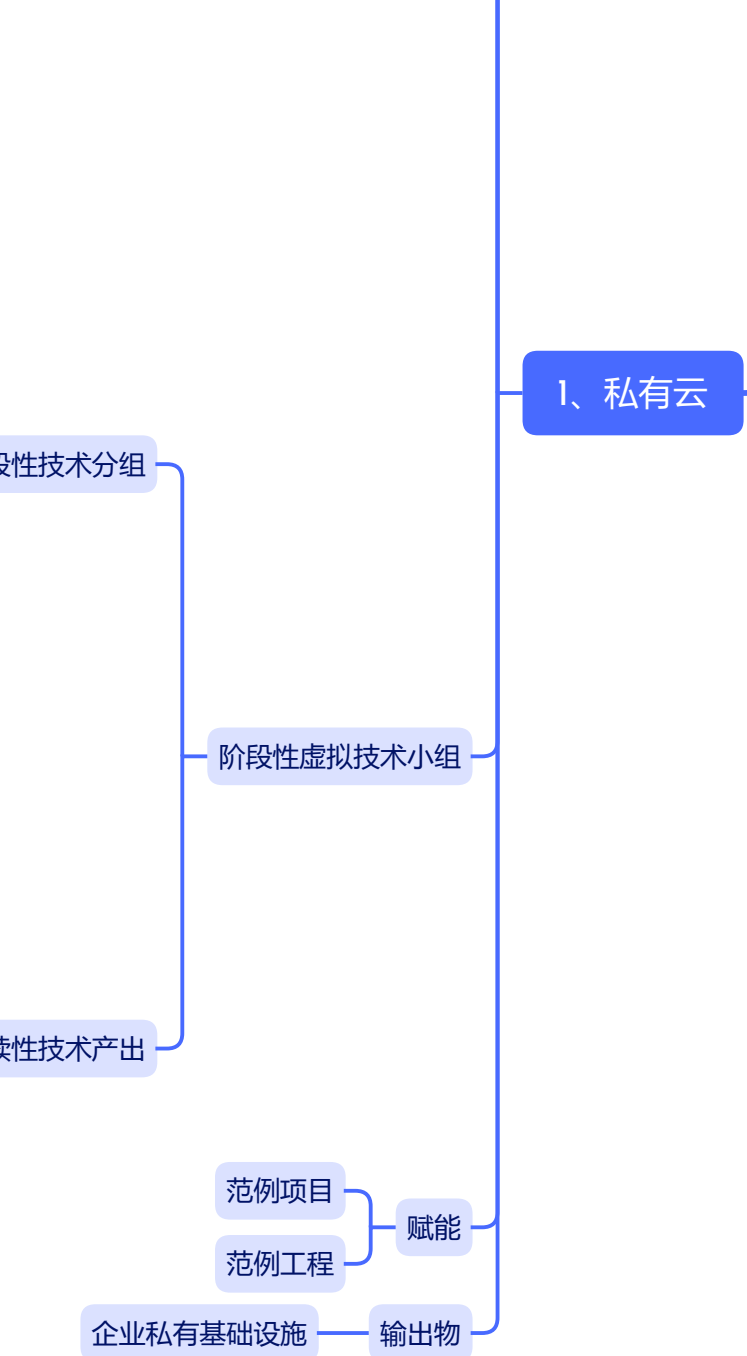 1、私有云
段性技术分组
阶段性虚拟技术小组
续性技术产出
范例项目
赋能
范例工程
企业私有基础设施
输出物